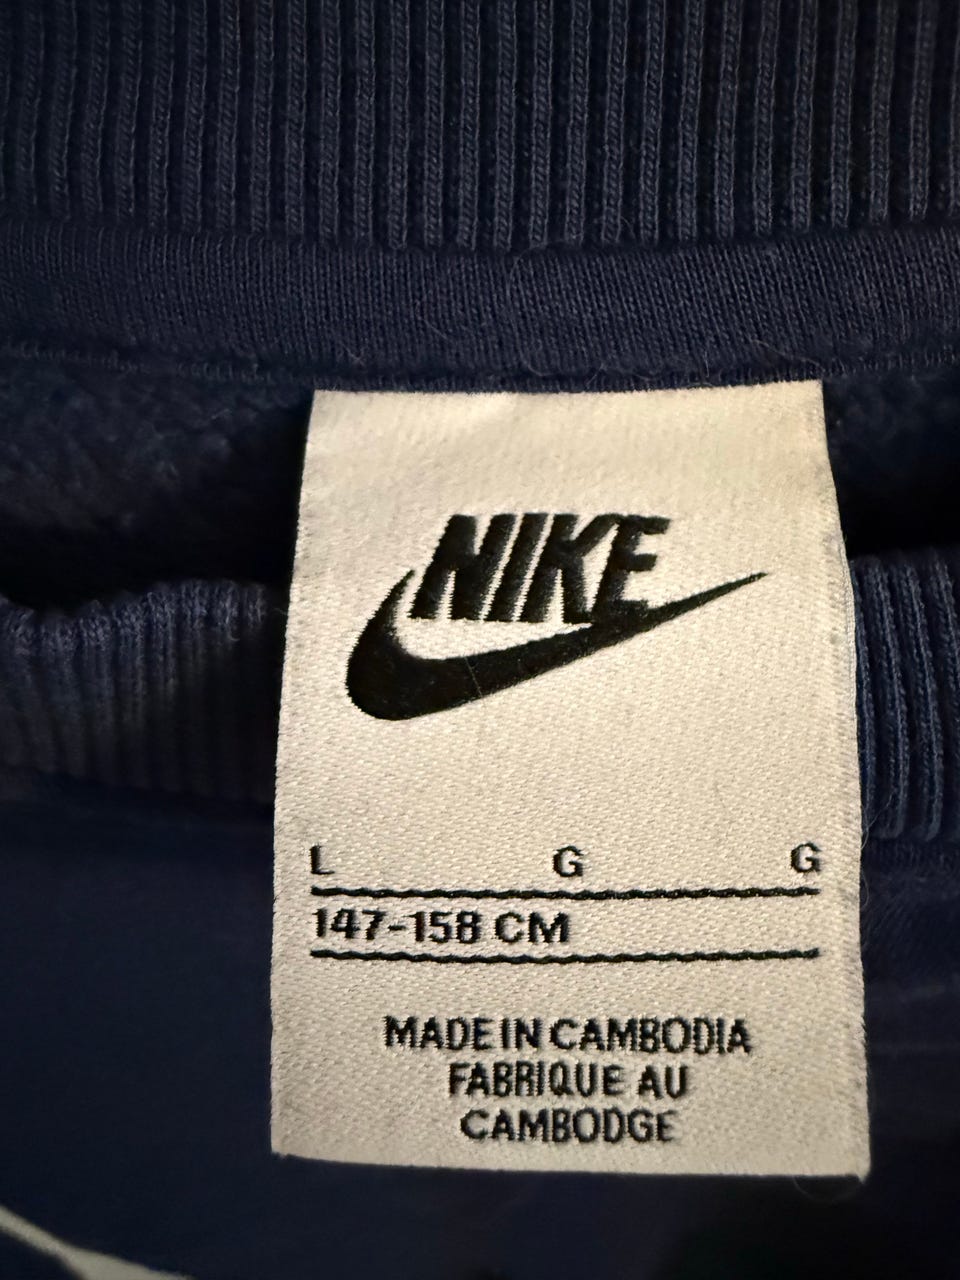 NIKE
L G G
147-158 CM
MADE IN CAMBODIA
FABRIQUE AU
CAMBODGE